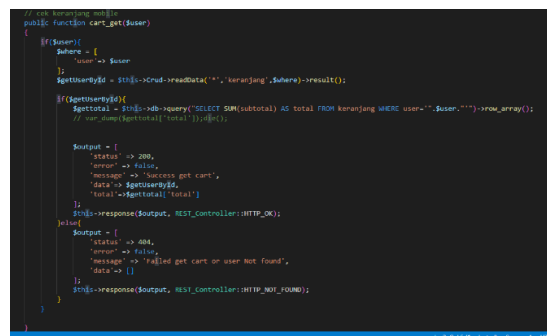 // cek keranjang mobile
public function cart_get($user)
{
if($user){
$where = [
'user'=> $user
];
$getUserById = $this->Crud->readData('*','keranjang',$where)->result();
if($getUserById){
$gettotal = $this->db->query("SELECT SUM(subtotal) AS total FROM keranjang WHERE user='".$user."'")->row_array();
// var_dump($gettotal['total']);die();
$output = [
'status' => 200,
'error' => false,
'message' => 'Success get cart',
'data'=> $getUserById,
'total'=>$gettotal['total']
];
$this->response($output, REST_Controller::HTTP_OK);
}else{
$output = [
'status' => 404,
'error' => false,
'message' => 'Failed get cart or user Not found',
'data'=> []
];
$this->response($output, REST_Controller::HTTP_NOT_FOUND);
}
}
}